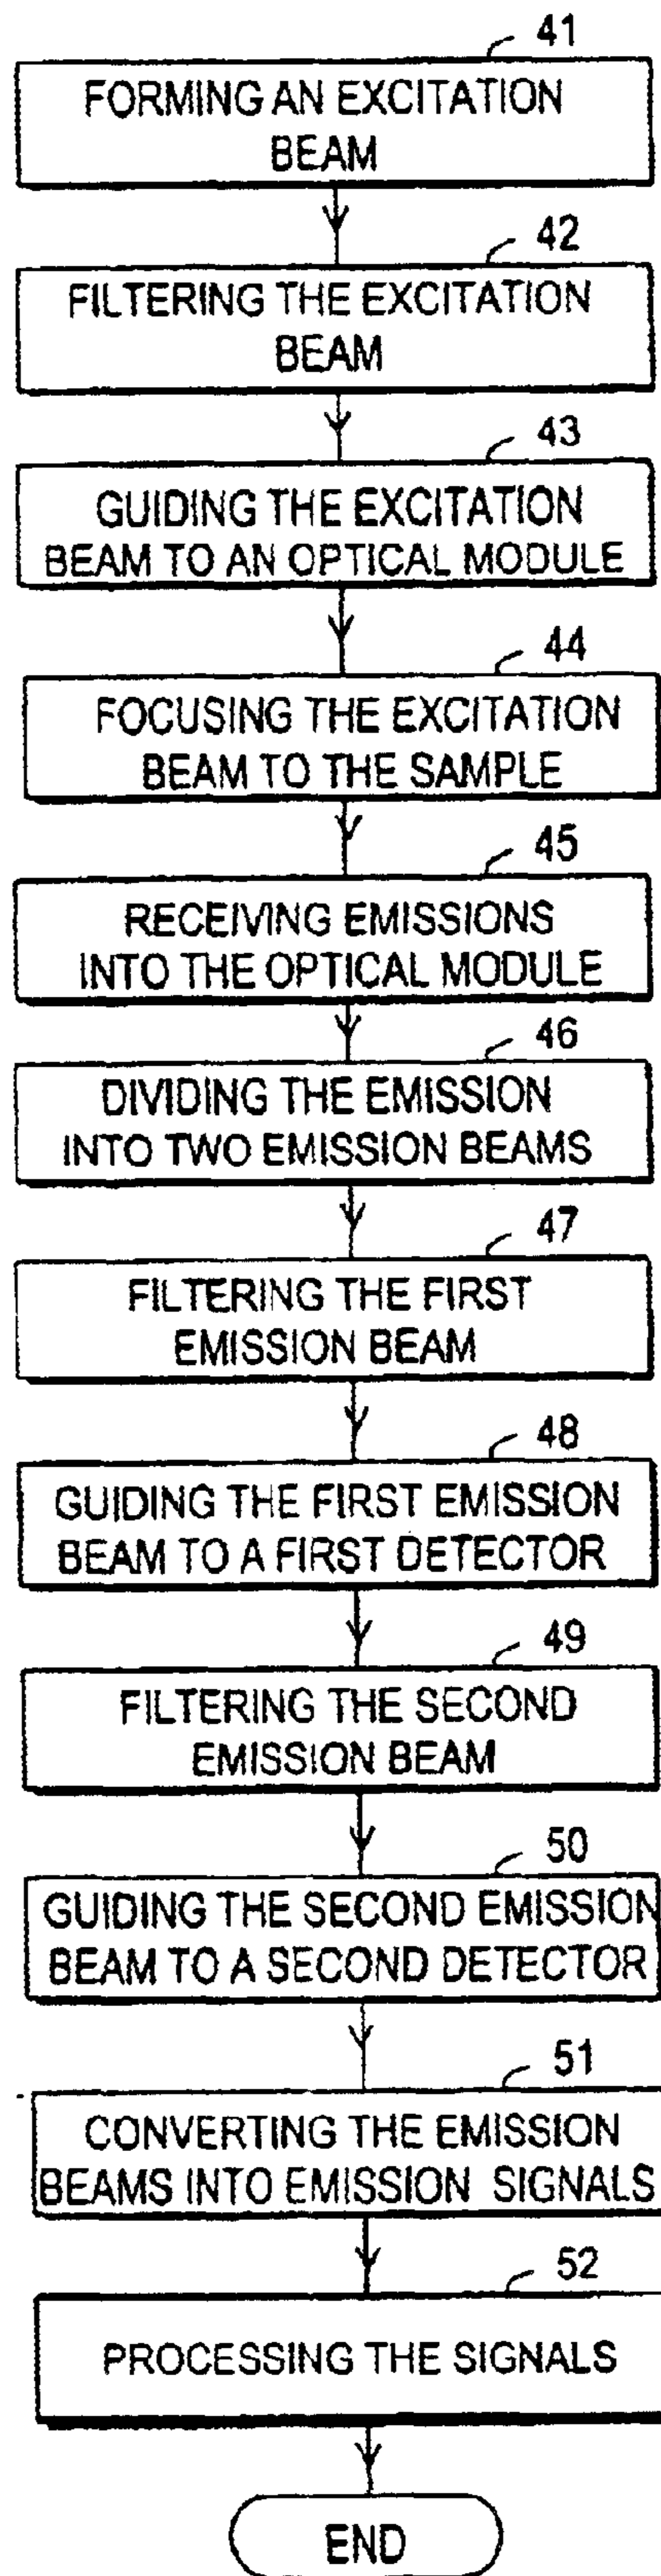 41
FORMING AN EXCITATION
BEAM
42
FILTERING THE EXCITATION
BEAM
43
GUIDING THE EXCITATION
BEAM TO AN OPTICAL MODULE
44
FOCUSING THE EXCITATION
BEAM TO THE SAMPLE
45
RECEIVING EMISSIONS
INTO THE OPTICAL MODULE
46
DIVIDING THE EMISSION
INTO TWO EMISSION BEAMS
47
FILTERING THE FIRST
EMISSION BEAM
48
GUIDING THE FIRST EMISSION
BEAM TO A FIRST DETECTOR
49
FILTERING THE SECOND
EMISSION BEAM
50
GUIDING THE SECOND EMISSION
BEAM TO A SECOND DETECTOR
51
CONVERTING THE EMISSION
BEAMS INTO EMISSION SIGNALS
52
PROCESSING THE SIGNALS
END